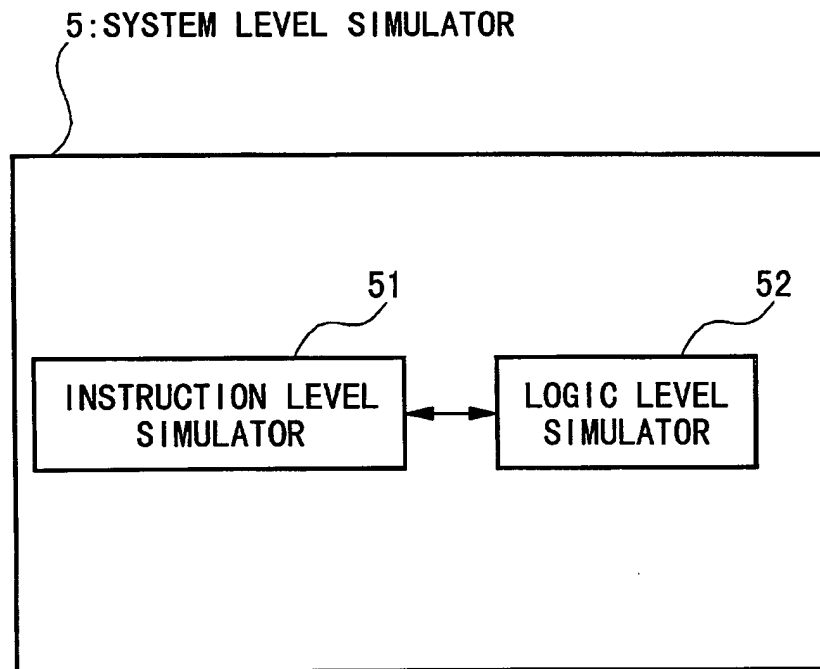 5:SYSTEM LEVEL SIMULATOR
51
52
INSTRUCTION LEVEL
SIMULATOR
LOGIC LEVEL
SIMULATOR